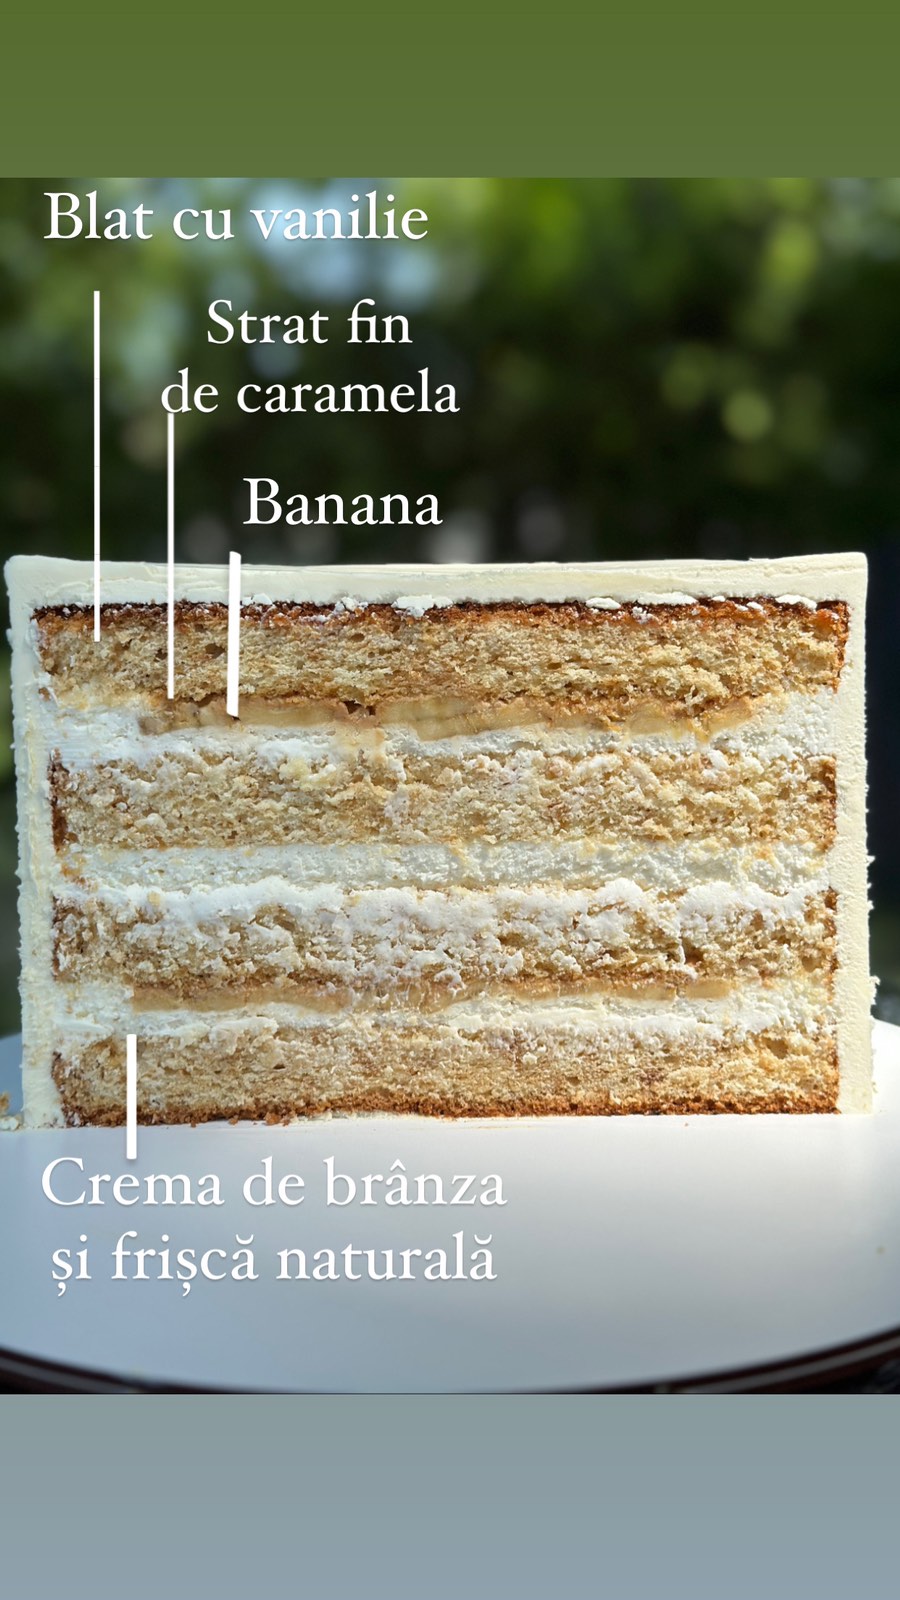 Blat cu vanilie
Strat fin
de caramela
Banana
Crema de brânza
și frișcă naturală